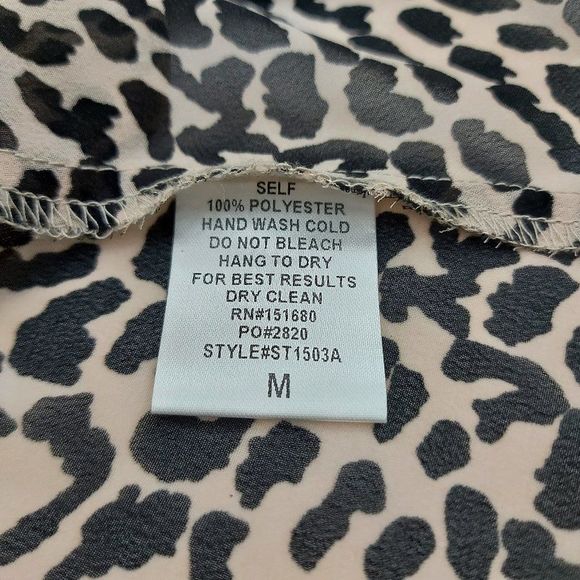 SELF
100% POLYESTER
HAND WASH COLD
DO NOT BLEACH
HANG TO DRY
FOR BEST RESULTS
DRY CLEAN
RN#151680
PO#2820
STYLE#ST1503A
M